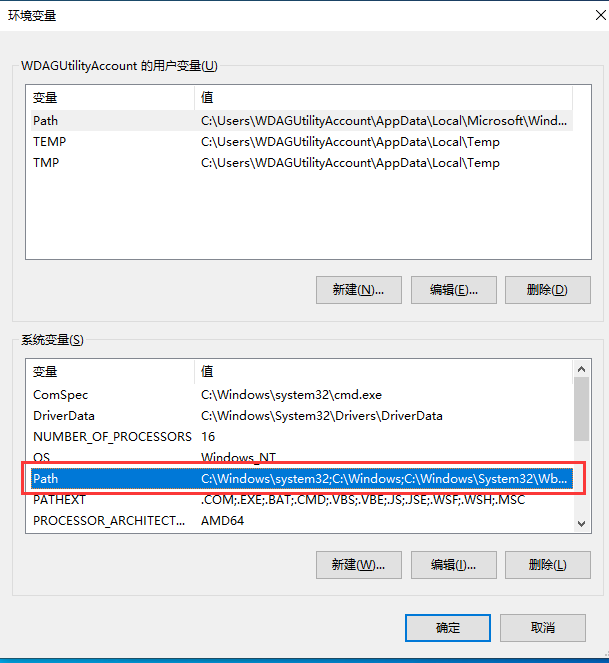 环境变量
WDAGUtilityAccount 的用户变量(U)
变量 值
Path C:\Users\WDAGUtilityAccount\AppData\Local\Microsoft\Wind...
TEMP C:\Users\WDAGUtilityAccount\AppData\Local\Temp
TMP C:\Users\WDAGUtilityAccount\AppData\Local\Temp
新建(N)... 编辑(E)... 删除(D)
系统变量(S)
变量 值
ComSpec C:\Windows\system32\cmd.exe
DriverData C:\Windows\System32\Drivers\DriverData
NUMBER_OF_PROCESSORS 16
OS Windows_NT
Path C:\Windows\system32;C:\Windows;C:\Windows\System32\Wb...
PATHEXT .COM;.EXE;.BAT;.CMD;.VBS;.VBE;.JS;.JSE;.WSF;.WSH;.MSC
PROCESSOR_ARCHITECT... AMD64
新建(W)... 编辑(I)... 删除(L)
确定 取消